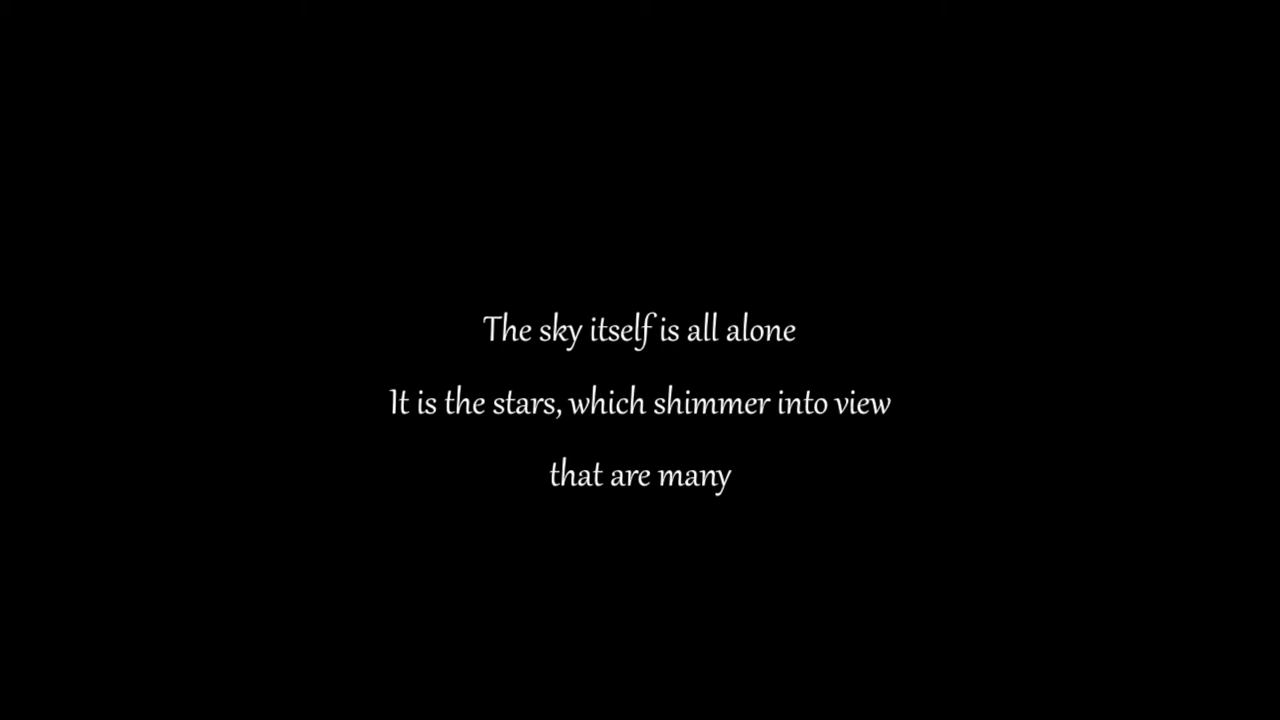 The sky itself is all alone
It is the stars, which shimmer into view
that are many